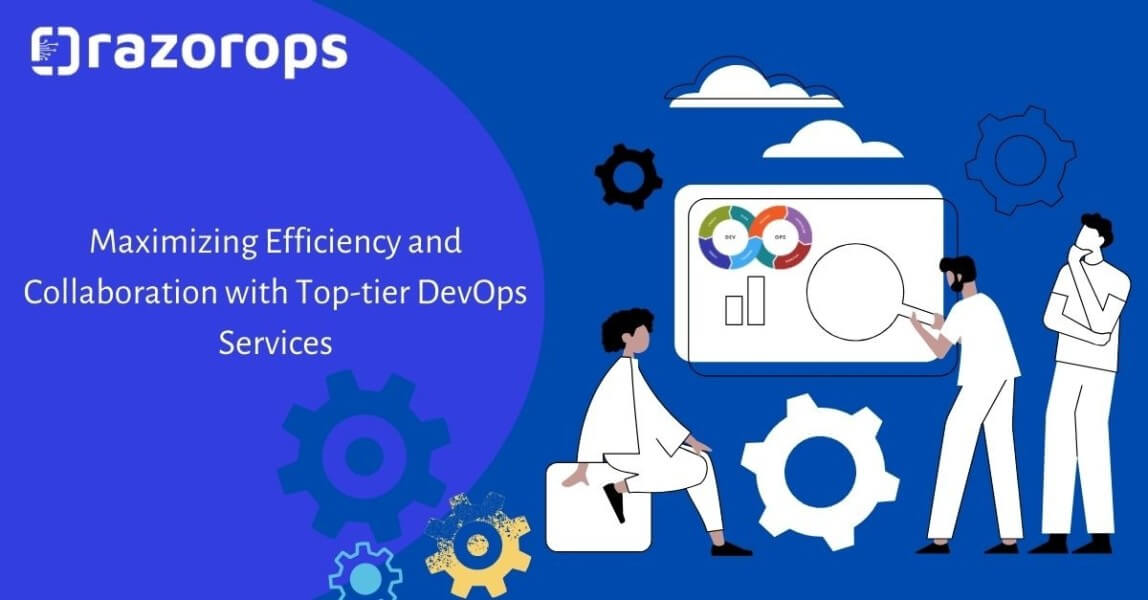 razorops
Maximizing Efficiency and
Collaboration with Top-tier DevOps
Services
DEV
OPS